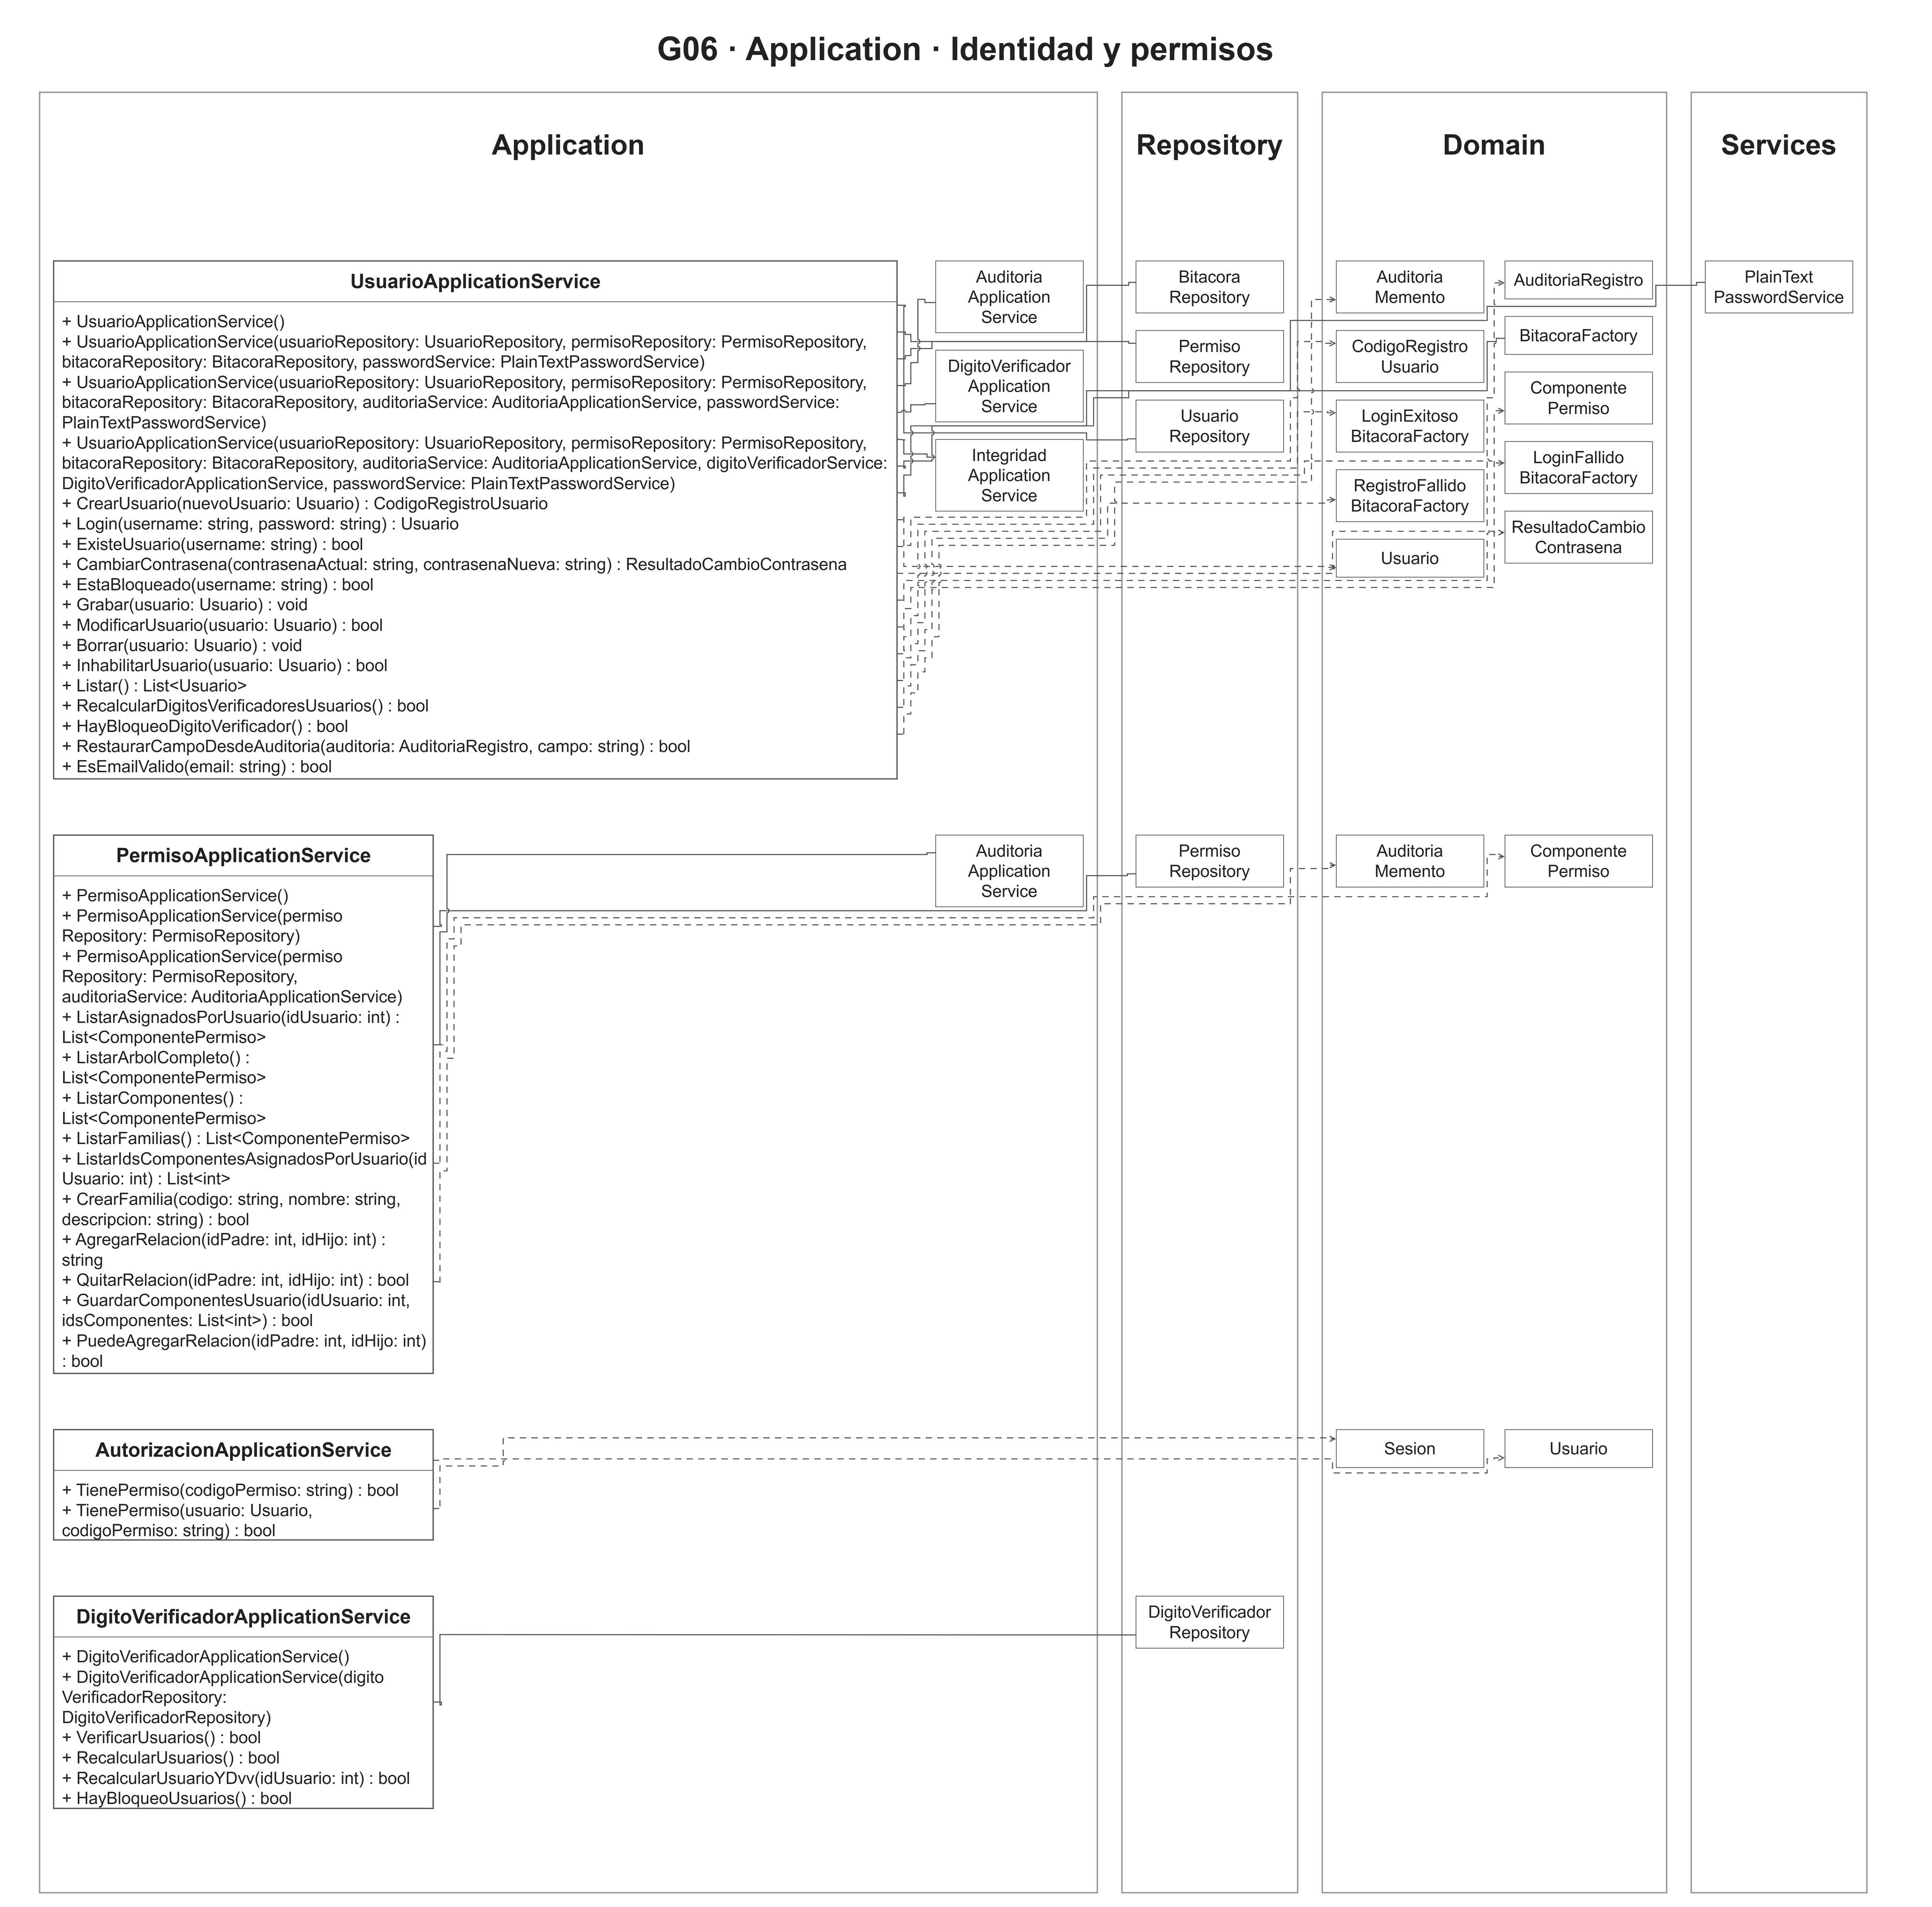 G06 · Application · Identidad y permisos
Application
Repository
Domain
Services
UsuarioApplicationService
+ UsuarioApplicationService()
+ UsuarioApplicationService(usuarioRepository: UsuarioRepository, permisoRepository: PermisoRepository,
bitacoraRepository: BitacoraRepository, passwordService: PlainTextPasswordService)
+ UsuarioApplicationService(usuarioRepository: UsuarioRepository, permisoRepository: PermisoRepository,
bitacoraRepository: BitacoraRepository, auditoriaService: AuditoriaApplicationService, passwordService:
PlainTextPasswordService)
+ UsuarioApplicationService(usuarioRepository: UsuarioRepository, permisoRepository: PermisoRepository,
bitacoraRepository: BitacoraRepository, auditoriaService: AuditoriaApplicationService, digitoVerificadorService:
DigitoVerificadorApplicationService, passwordService: PlainTextPasswordService)
+ CrearUsuario(nuevoUsuario: Usuario) : CodigoRegistroUsuario
+ Login(username: string, password: string) : Usuario
+ ExisteUsuario(username: string) : bool
+ CambiarContrasena(contrasenaActual: string, contrasenaNueva: string) : ResultadoCambioContrasena
+ EstaBloqueado(username: string) : bool
+ Grabar(usuario: Usuario) : void
+ ModificarUsuario(usuario: Usuario) : bool
+ Borrar(usuario: Usuario) : void
+ InhabilitarUsuario(usuario: Usuario) : bool
+ Listar() : List<Usuario>
+ RecalcularDigitosVerificadoresUsuarios() : bool
+ HayBloqueoDigitoVerificador() : bool
+ RestaurarCampoDesdeAuditoria(auditoria: AuditoriaRegistro, campo: string) : bool
+ EsEmailValido(email: string) : bool
Auditoria
Application
Service
DigitoVerificador
Application
Service
Integridad
Application
Service
Bitacora
Repository
Permiso
Repository
Usuario
Repository
Auditoria
Memento
CodigoRegistro
Usuario
LoginExitoso
BitacoraFactory
RegistroFallido
BitacoraFactory
Usuario
AuditoriaRegistro
BitacoraFactory
Componente
Permiso
LoginFallido
BitacoraFactory
ResultadoCambio
Contrasena
PlainText
PasswordService
PermisoApplicationService
+ PermisoApplicationService()
+ PermisoApplicationService(permiso
Repository: PermisoRepository)
+ PermisoApplicationService(permiso
Repository: PermisoRepository,
auditoriaService: AuditoriaApplicationService)
+ ListarAsignadosPorUsuario(idUsuario: int) :
List<ComponentePermiso>
+ ListarArbolCompleto() :
List<ComponentePermiso>
+ ListarComponentes() :
List<ComponentePermiso>
+ ListarFamilias() : List<ComponentePermiso>
+ ListarIdsComponentesAsignadosPorUsuario(id
Usuario: int) : List<int>
+ CrearFamilia(codigo: string, nombre: string,
descripcion: string) : bool
+ AgregarRelacion(idPadre: int, idHijo: int) :
string
+ QuitarRelacion(idPadre: int, idHijo: int) : bool
+ GuardarComponentesUsuario(idUsuario: int,
idsComponentes: List<int>) : bool
+ PuedeAgregarRelacion(idPadre: int, idHijo: int)
: bool
Auditoria
Application
Service
Permiso
Repository
Auditoria
Memento
Componente
Permiso
AutorizacionApplicationService
+ TienePermiso(codigoPermiso: string) : bool
+ TienePermiso(usuario: Usuario,
codigoPermiso: string) : bool
Sesion
Usuario
DigitoVerificadorApplicationService
+ DigitoVerificadorApplicationService()
+ DigitoVerificadorApplicationService(digito
VerificadorRepository:
DigitoVerificadorRepository)
+ VerificarUsuarios() : bool
+ RecalcularUsuarios() : bool
+ RecalcularUsuarioYDvv(idUsuario: int) : bool
+ HayBloqueoUsuarios() : bool
DigitoVerificador
Repository